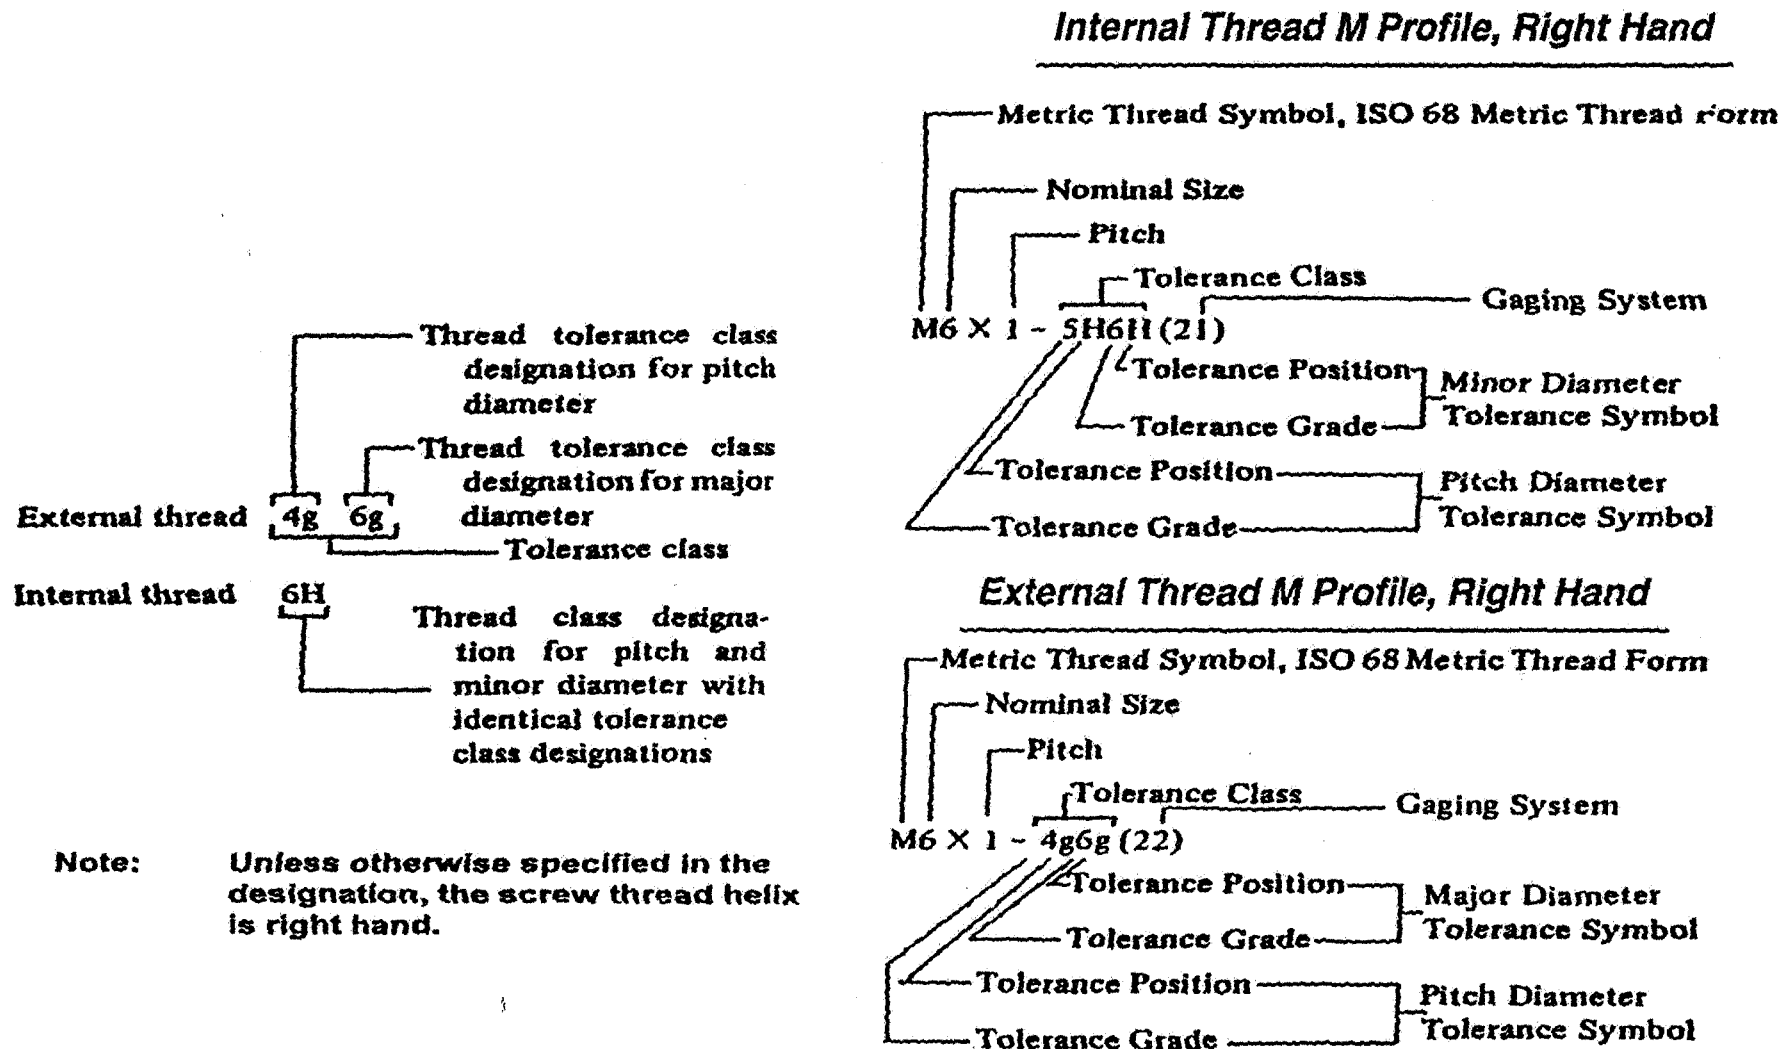 Internal Thread M Profile, Right Hand
Metric Thread Symbol, ISO 68 Metric Thread Form
Nominal Size
Pitch
Tolerance Class
Gaging System
M6 X 1 - 5H6H (21)
Tolerance Position
Minor Diameter
Tolerance Symbol
Tolerance Grade
Tolerance Position
Pitch Diameter
Tolerance Symbol
Tolerance Grade
Thread tolerance class
designation for pitch
diameter
Thread tolerance class
designation for major
diameter
External thread 4g 6g
Tolerance class
Internal thread 6H
Thread class designa-
tion for pitch and
minor diameter with
identical tolerance
class designations
Note: Unless otherwise specified in the
designation, the screw thread helix
is right hand.
External Thread M Profile, Right Hand
Metric Thread Symbol, ISO 68 Metric Thread Form
Nominal Size
Pitch
Tolerance Class
Gaging System
M6 X 1 - 4g6g (22)
Tolerance Position
Major Diameter
Tolerance Symbol
Tolerance Grade
Tolerance Position
Pitch Diameter
Tolerance Symbol
Tolerance Grade